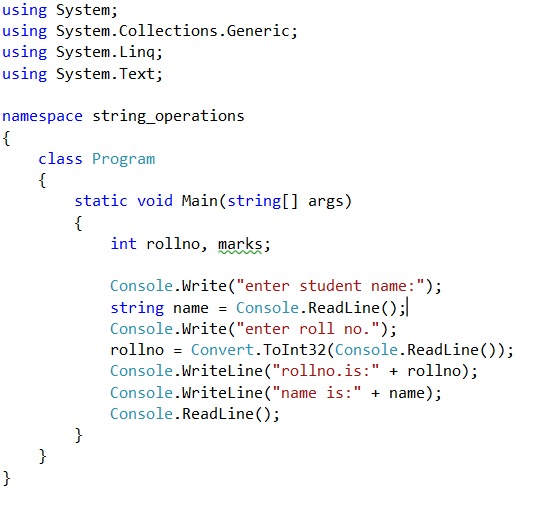 using System;
using System.Collections.Generic;
using System.Linq;
using System.Text;

namespace string_operations
{
    class Program
    {
        static void Main(string[] args)
        {
            int rollno, marks;

            Console.Write("enter student name:");
            string name = Console.ReadLine();
            Console.Write("enter roll no.");
            rollno = Convert.ToInt32(Console.ReadLine());
            Console.WriteLine("rollno.is:" + rollno);
            Console.WriteLine("name is:" + name);
            Console.ReadLine();
        }
    }
}